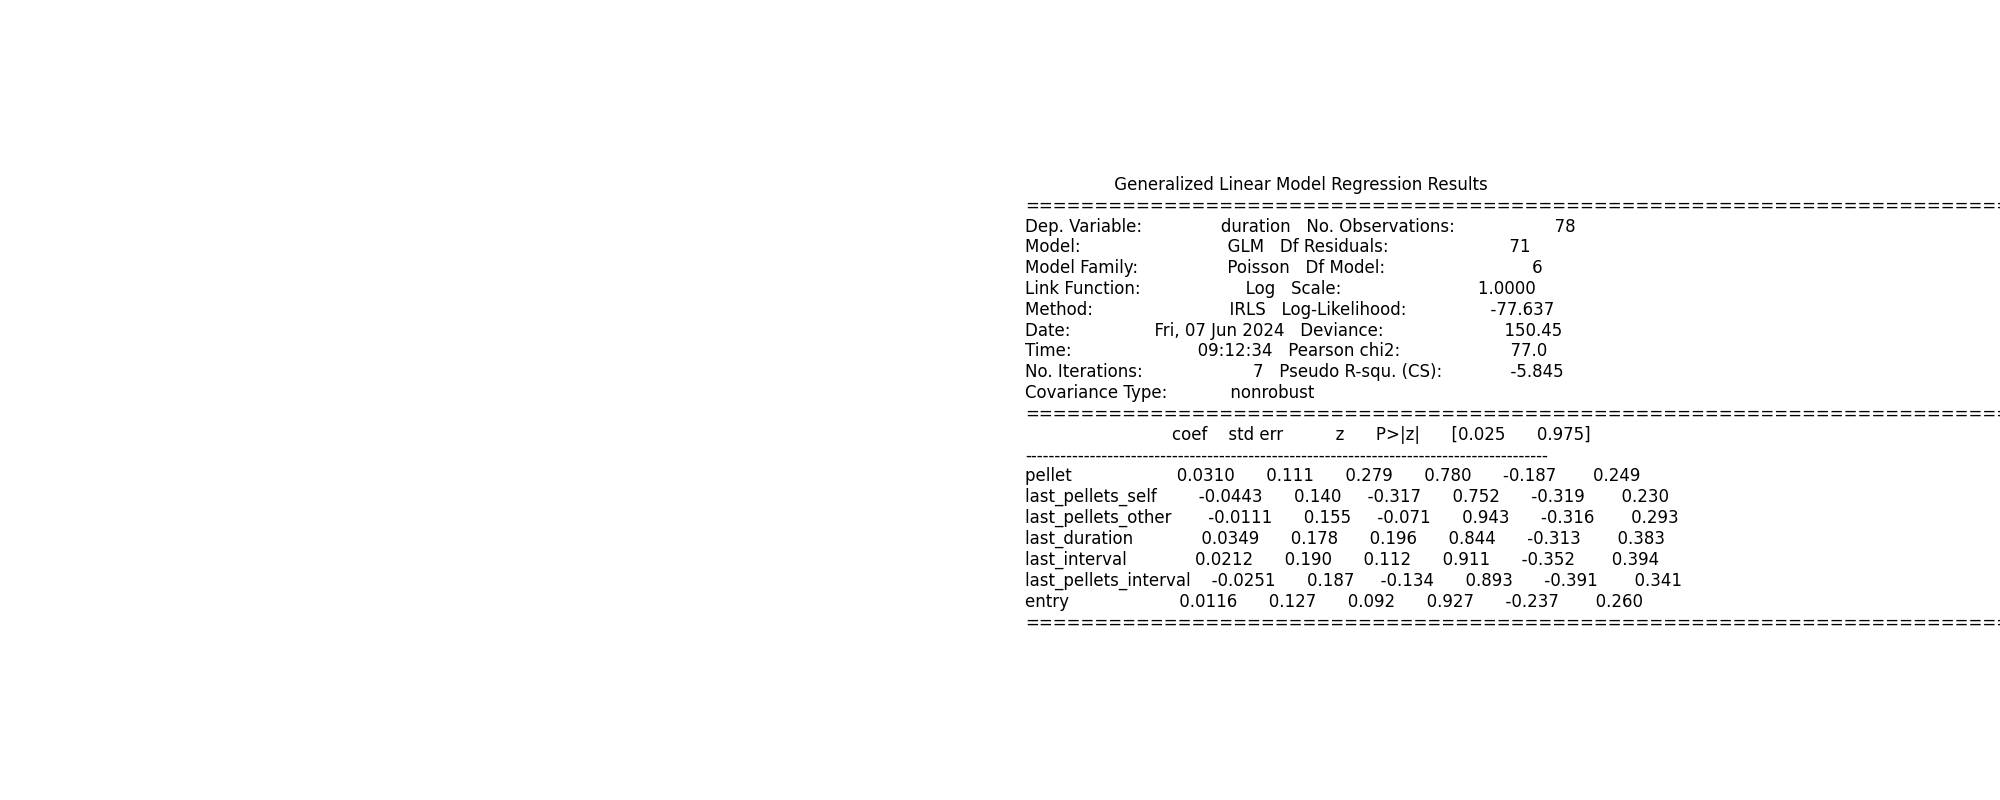 Generalized Linear Model Regression Results
==============================================================================
Dep. Variable: duration No. Observations: 78
Model: GLM Df Residuals: 71
Model Family: Poisson Df Model: 6
Link Function: Log Scale: 1.0000
Method: IRLS Log-Likelihood: -77.637
Date: Fri, 07 Jun 2024 Deviance: 150.45
Time: 09:12:34 Pearson chi2: 77.0
No. Iterations: 7 Pseudo R-squ. (CS): -5.845
Covariance Type: nonrobust
==============================================================================
coef std err z P>|z| [0.025 0.975]
----------------------------------------------------------------------------------------
pellet 0.0310 0.111 0.279 0.780 -0.187 0.249
last_pellets_self -0.0443 0.140 -0.317 0.752 -0.319 0.230
last_pellets_other -0.0111 0.155 -0.071 0.943 -0.316 0.293
last_duration 0.0349 0.178 0.196 0.844 -0.313 0.383
last_interval 0.0212 0.190 0.112 0.911 -0.352 0.394
last_pellets_interval -0.0251 0.187 -0.134 0.893 -0.391 0.341
entry 0.0116 0.127 0.092 0.927 -0.237 0.260
==============================================================================